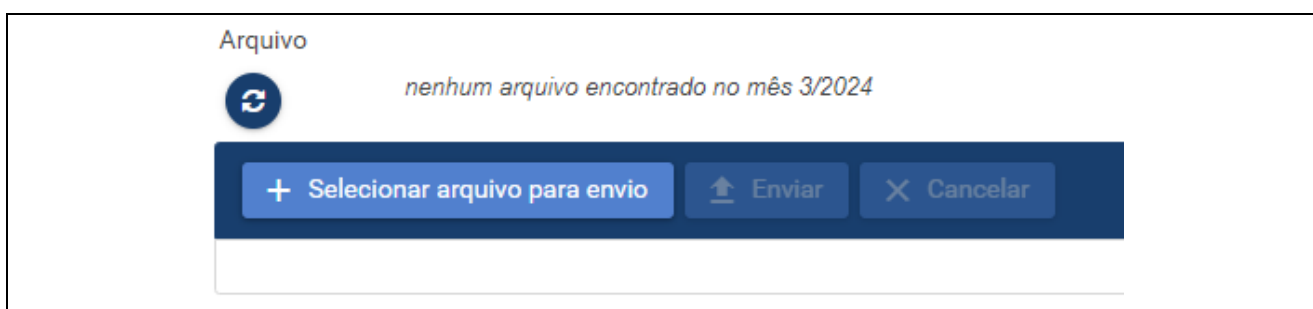 Arquivo
nenhum arquivo encontrado no mês 3/2024
+ Selecionar arquivo para envio Enviar Cancelar